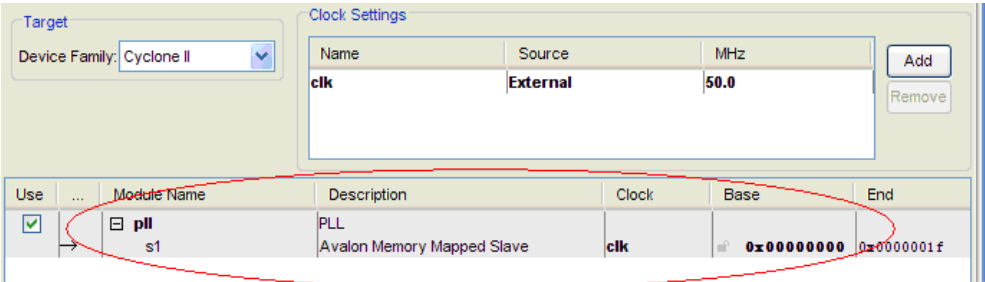 Target
Device Family: Cyclone II
Clock Settings
Name Source MHz
clk External 50.0
Add
Remove
Use ... Module Name Description Clock Base End
pll PLL
s1 Avalon Memory Mapped Slave clk 0x00000000 0x0000001f